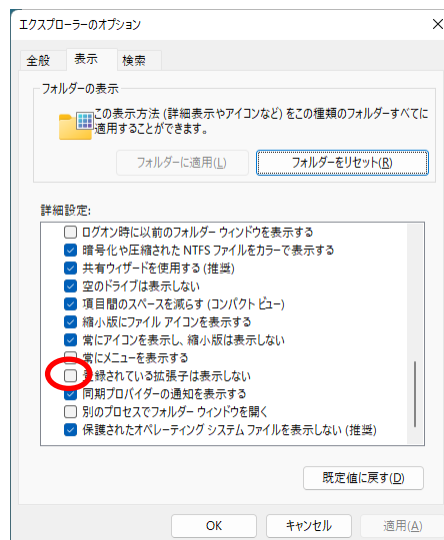 エクスプローラーのオプション
全般 表示 検索
フォルダーの表示
この表示方法 (詳細表示やアイコンなど) をこの種類のフォルダーすべてに
適用することができます。
フォルダーに適用(L) フォルダーをリセット(R)
詳細設定:
ログオン時に以前のフォルダー ウィンドウを表示する
暗号化や圧縮された NTFS ファイルをカラーで表示する
共有ウィザードを使用する (推奨)
空のドライブは表示しない
項目間のスペースを減らす (コンパクト ビュー)
縮小版にファイル アイコンを表示する
常にアイコンを表示し、縮小版は表示しない
常にメニューを表示する
登録されている拡張子は表示しない
同期プロバイダーの通知を表示する
別のプロセスでフォルダー ウィンドウを開く
保護されたオペレーティング システム ファイルを表示しない (推奨)
既定値に戻す(D)
OK キャンセル 適用(A)